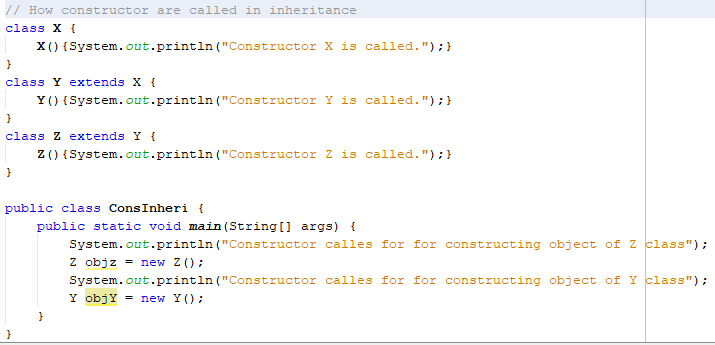 // How constructor are called in inheritance
class X {
X(){System.out.println("Constructor X is called.");}
}
class Y extends X {
Y(){System.out.println("Constructor Y is called.");}
}
class Z extends Y {
Z(){System.out.println("Constructor Z is called.");}
}
public class ConsInheri {
public static void main(String[] args) {
System.out.println("Constructor calles for for constructing object of Z class");
Z objz = new Z();
System.out.println("Constructor calles for for constructing object of Y class");
Y objY = new Y();
}
}